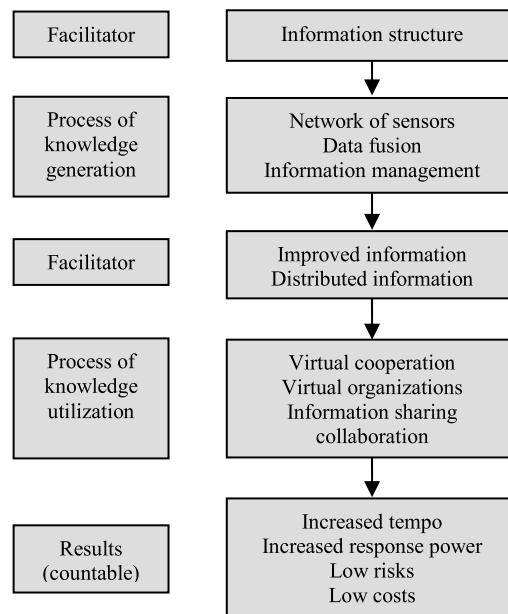 Facilitator
Information structure
Process of
knowledge
generation
Network of sensors
Data fusion
Information management
Facilitator
Improved information
Distributed information
Process of
knowledge
utilization
Virtual cooperation
Virtual organizations
Information sharing
collaboration
Results
(countable)
Increased tempo
Increased response power
Low risks
Low costs